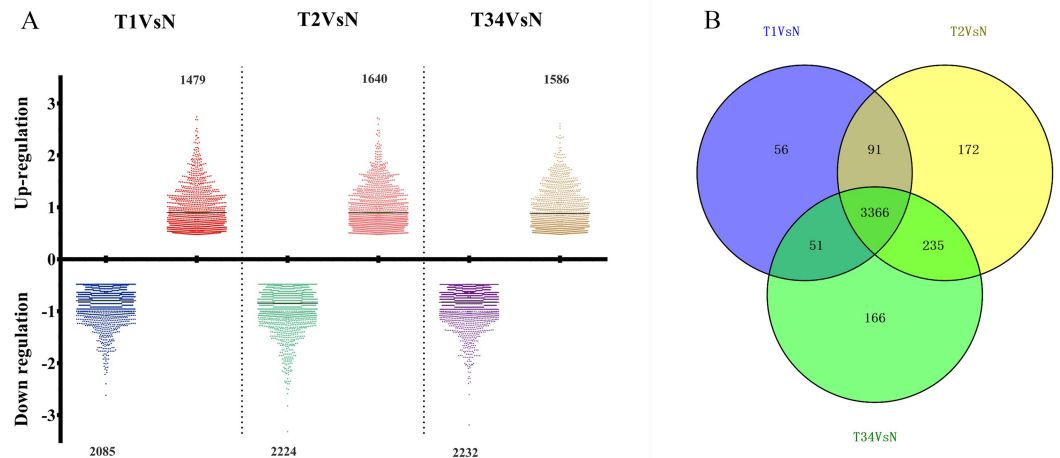 A
T1VsN
T2VsN
T34VsN
1479
1640
1586
Up-regulation
Down regulation
3
2
1
0
-1
-2
-3
2085
2224
2232
B
T1VsN
T2VsN
56
91
172
3366
51
235
166
T34VsN